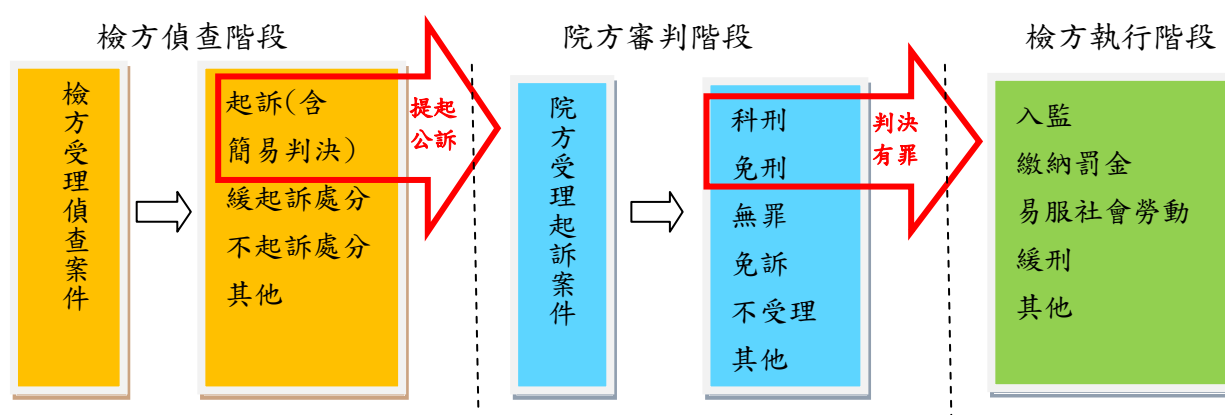 檢方偵查階段
檢方受理偵查案件
起訴(含
簡易判決)
緩起訴處分
不起訴處分
其他
提起
公訴
院方審判階段
院方受理起訴案件
科刑
免刑
無罪
免訴
不受理
其他
判決
有罪
檢方執行階段
入監
繳納罰金
易服社會勞動
緩刑
其他